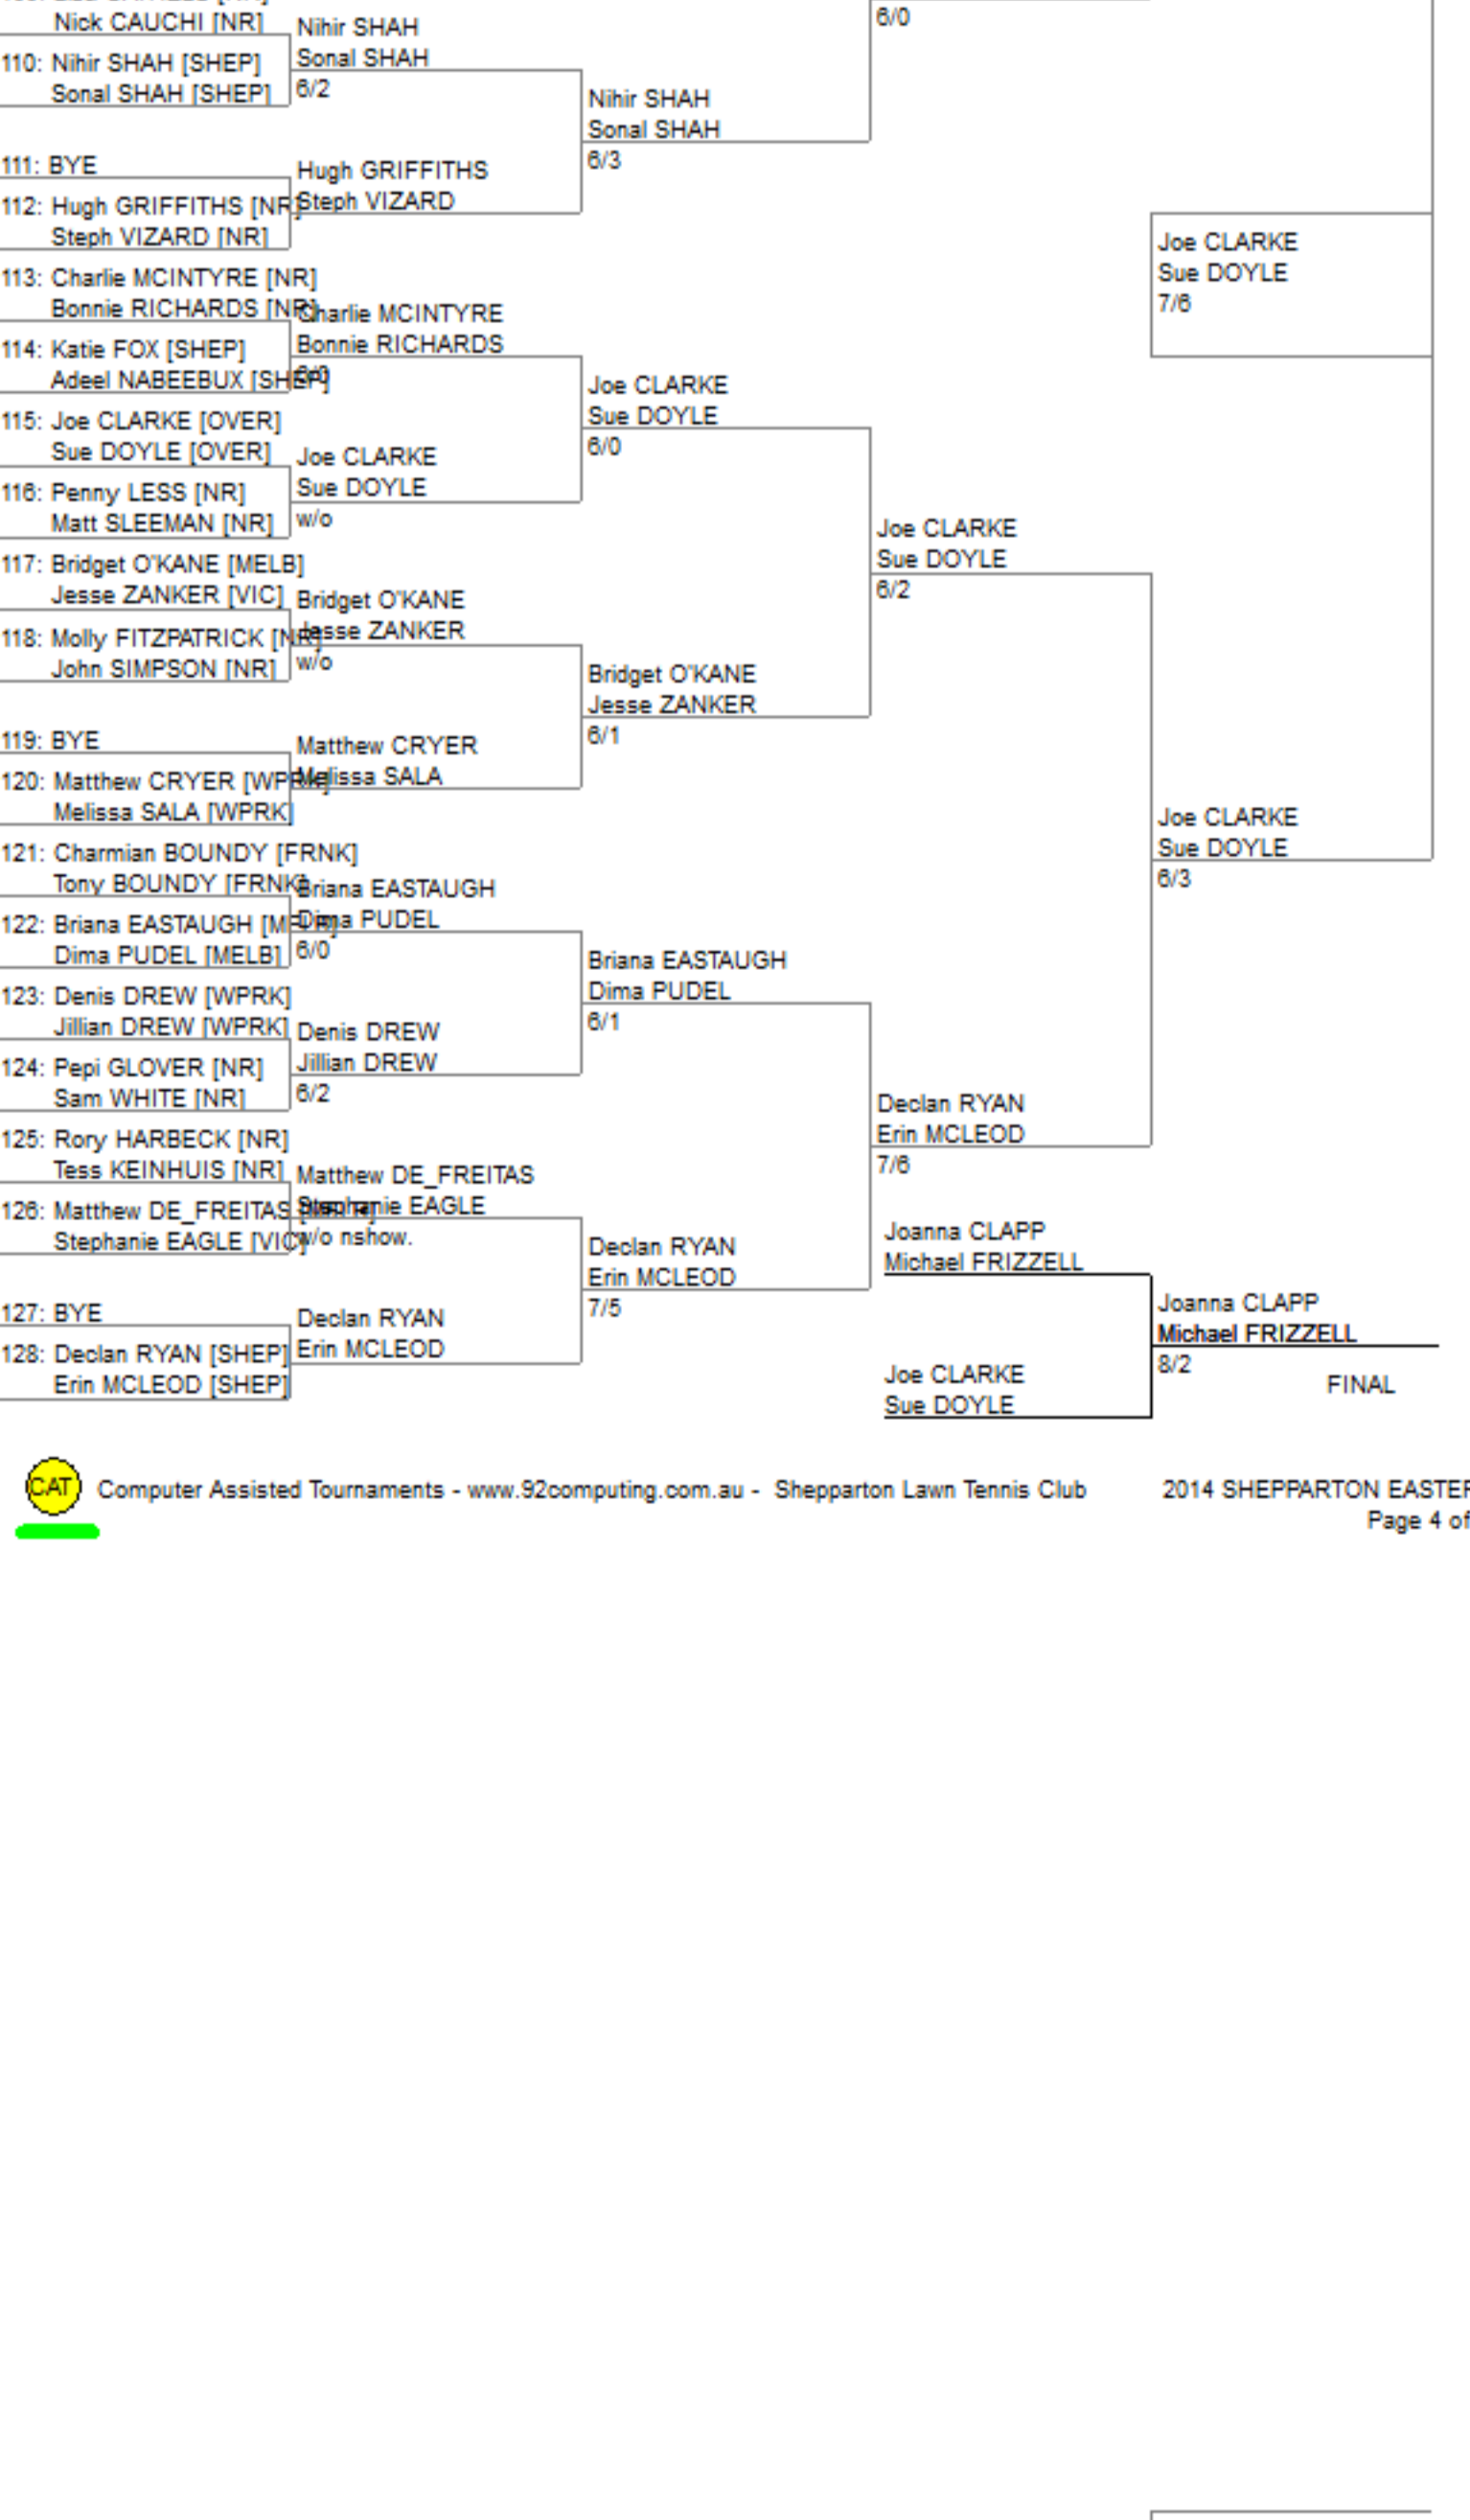 Nick CAUCHI [NR]
110: Nihir SHAH [SHEP]
Sonal SHAH [SHEP]
111: BYE
112: Hugh GRIFFITHS [NR]
Steph VIZARD [NR]
113: Charlie MCINTYRE [NR]
Bonnie RICHARDS [NR]
114: Katie FOX [SHEP]
Adeel NABEEBUX [SHEP]
115: Joe CLARKE [OVER]
Sue DOYLE [OVER]
116: Penny LESS [NR]
Matt SLEEMAN [NR]
117: Bridget O'KANE [MELB]
Jesse ZANKER [VIC]
118: Molly FITZPATRICK [NR]
John SIMPSON [NR]
119: BYE
120: Matthew CRYER [WPRK]
Melissa SALA [WPRK]
121: Charmian BOUNDY [FRNK]
Tony BOUNDY [FRNK]
122: Briana EASTAUGH
Dima PUDEL [MELB]
123: Denis DREW [WPRK]
Jillian DREW [WPRK]
124: Pepi GLOVER [NR]
Sam WHITE [NR]
125: Rory HARBECK [NR]
Tess KEINHUIS [NR]
126: Matthew DE_FREITAS
Stephanie EAGLE [VIC]
127: BYE
128: Declan RYAN [SHEP]
Erin MCLEOD [SHEP]
Nihir SHAH
Sonal SHAH
6/2
Hugh GRIFFITHS
Steph VIZARD
Charlie MCINTYRE
Bonnie RICHARDS
Joe CLARKE
Sue DOYLE
w/o
Bridget O'KANE
Jesse ZANKER
w/o
Matthew CRYER
Melissa SALA
Briana EASTAUGH
Dima PUDEL
6/0
Denis DREW
Jillian DREW
6/2
Matthew DE_FREITAS
Stephanie EAGLE
w/o nshow.
Declan RYAN
Erin MCLEOD
Nihir SHAH
Sonal SHAH
6/3
Joe CLARKE
Sue DOYLE
6/0
Bridget O'KANE
Jesse ZANKER
6/1
Briana EASTAUGH
Dima PUDEL
6/1
Declan RYAN
Erin MCLEOD
7/5
6/0
Joe CLARKE
Sue DOYLE
6/2
Declan RYAN
Erin MCLEOD
7/6
Joanna CLAPP
Michael FRIZZELL
Joe CLARKE
Sue DOYLE
Joe CLARKE
Sue DOYLE
7/6
Joe CLARKE
Sue DOYLE
6/3
Joanna CLAPP
Michael FRIZZELL
8/2
FINAL
CAT Computer Assisted Tournaments - www.92computing.com.au - Shepparton Lawn Tennis Club 2014 SHEPPARTON EASTER
Page 4 of